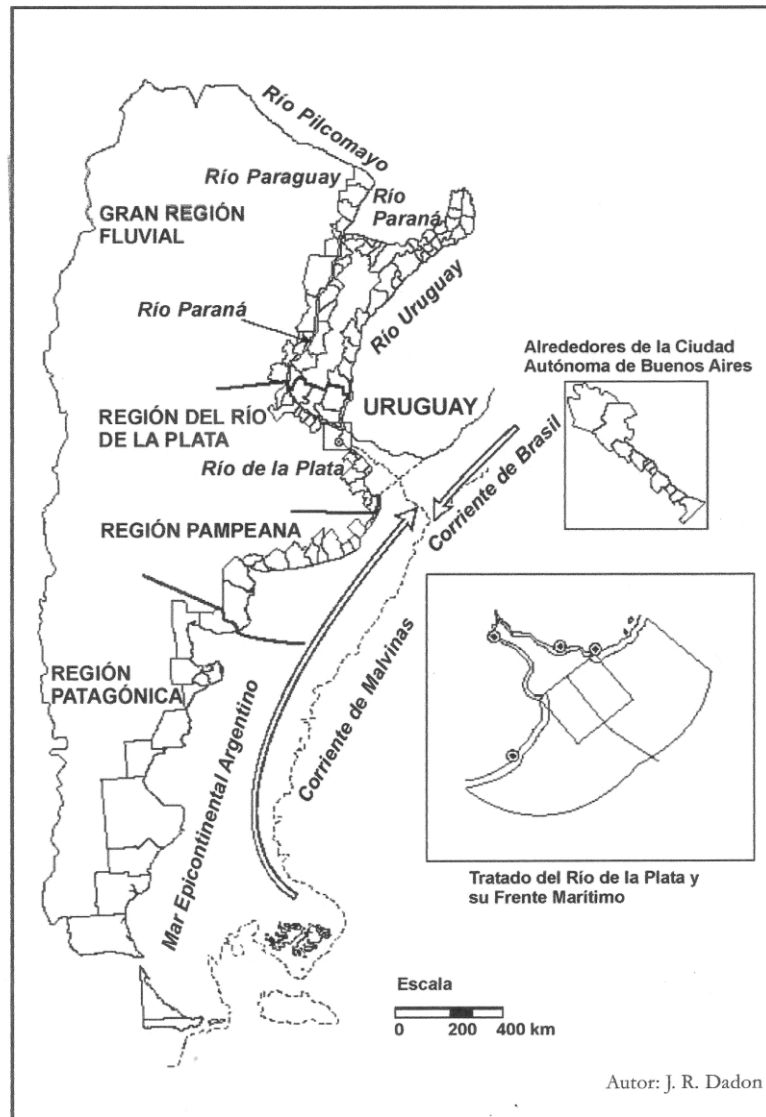 Río Pilcomayo
Río Paraguay
Río
Paraná
GRAN REGIÓN
FLUVIAL
Río Paraná
Río Uruguay
Alrededores de la Ciudad
Autónoma de Buenos Aires
URUGUAY
REGIÓN DEL RÍO
DE LA PLATA
Río de la Plata
Corriente de Brasil
REGIÓN PAMPEANA
REGIÓN
PATAGÓNICA
Mar Epicontinental Argentino
Corriente de Malvinas
Tratado del Río de la Plata y
su Frente Marítimo
Escala
0 200 400 km
Autor: J. R. Dadon